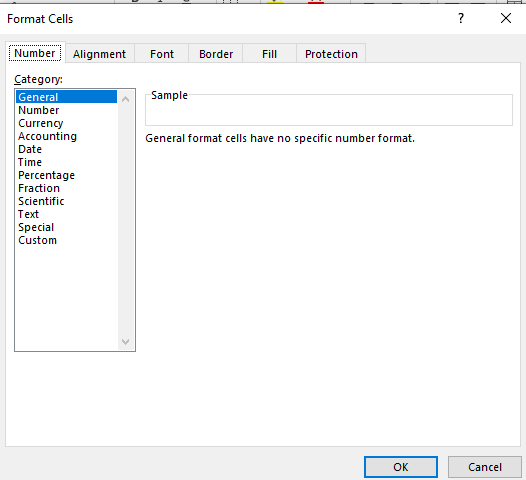 Format Cells
?
Number Alignment Font Border Fill Protection
Category:
General
Number
Currency
Accounting
Date
Time
Percentage
Fraction
Scientific
Text
Special
Custom
Sample
General format cells have no specific number format.
OK Cancel